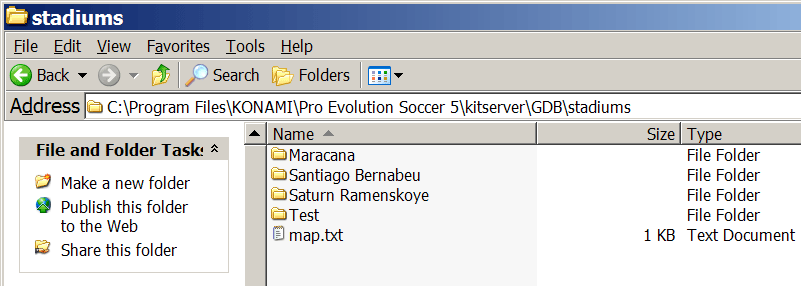 stadiums
File Edit View Favorites Tools Help
Back Search Folders
Address C:\Program Files\KONAMI\Pro Evolution Soccer 5\kitserver\GDB\stadiums
File and Folder Tasks
Make a new folder
Publish this folder
to the Web
Share this folder
Name Size Type
Maracana File Folder
Santiago Bernabeu File Folder
Saturn Ramenskoye File Folder
Test File Folder
map.txt 1 KB Text Document